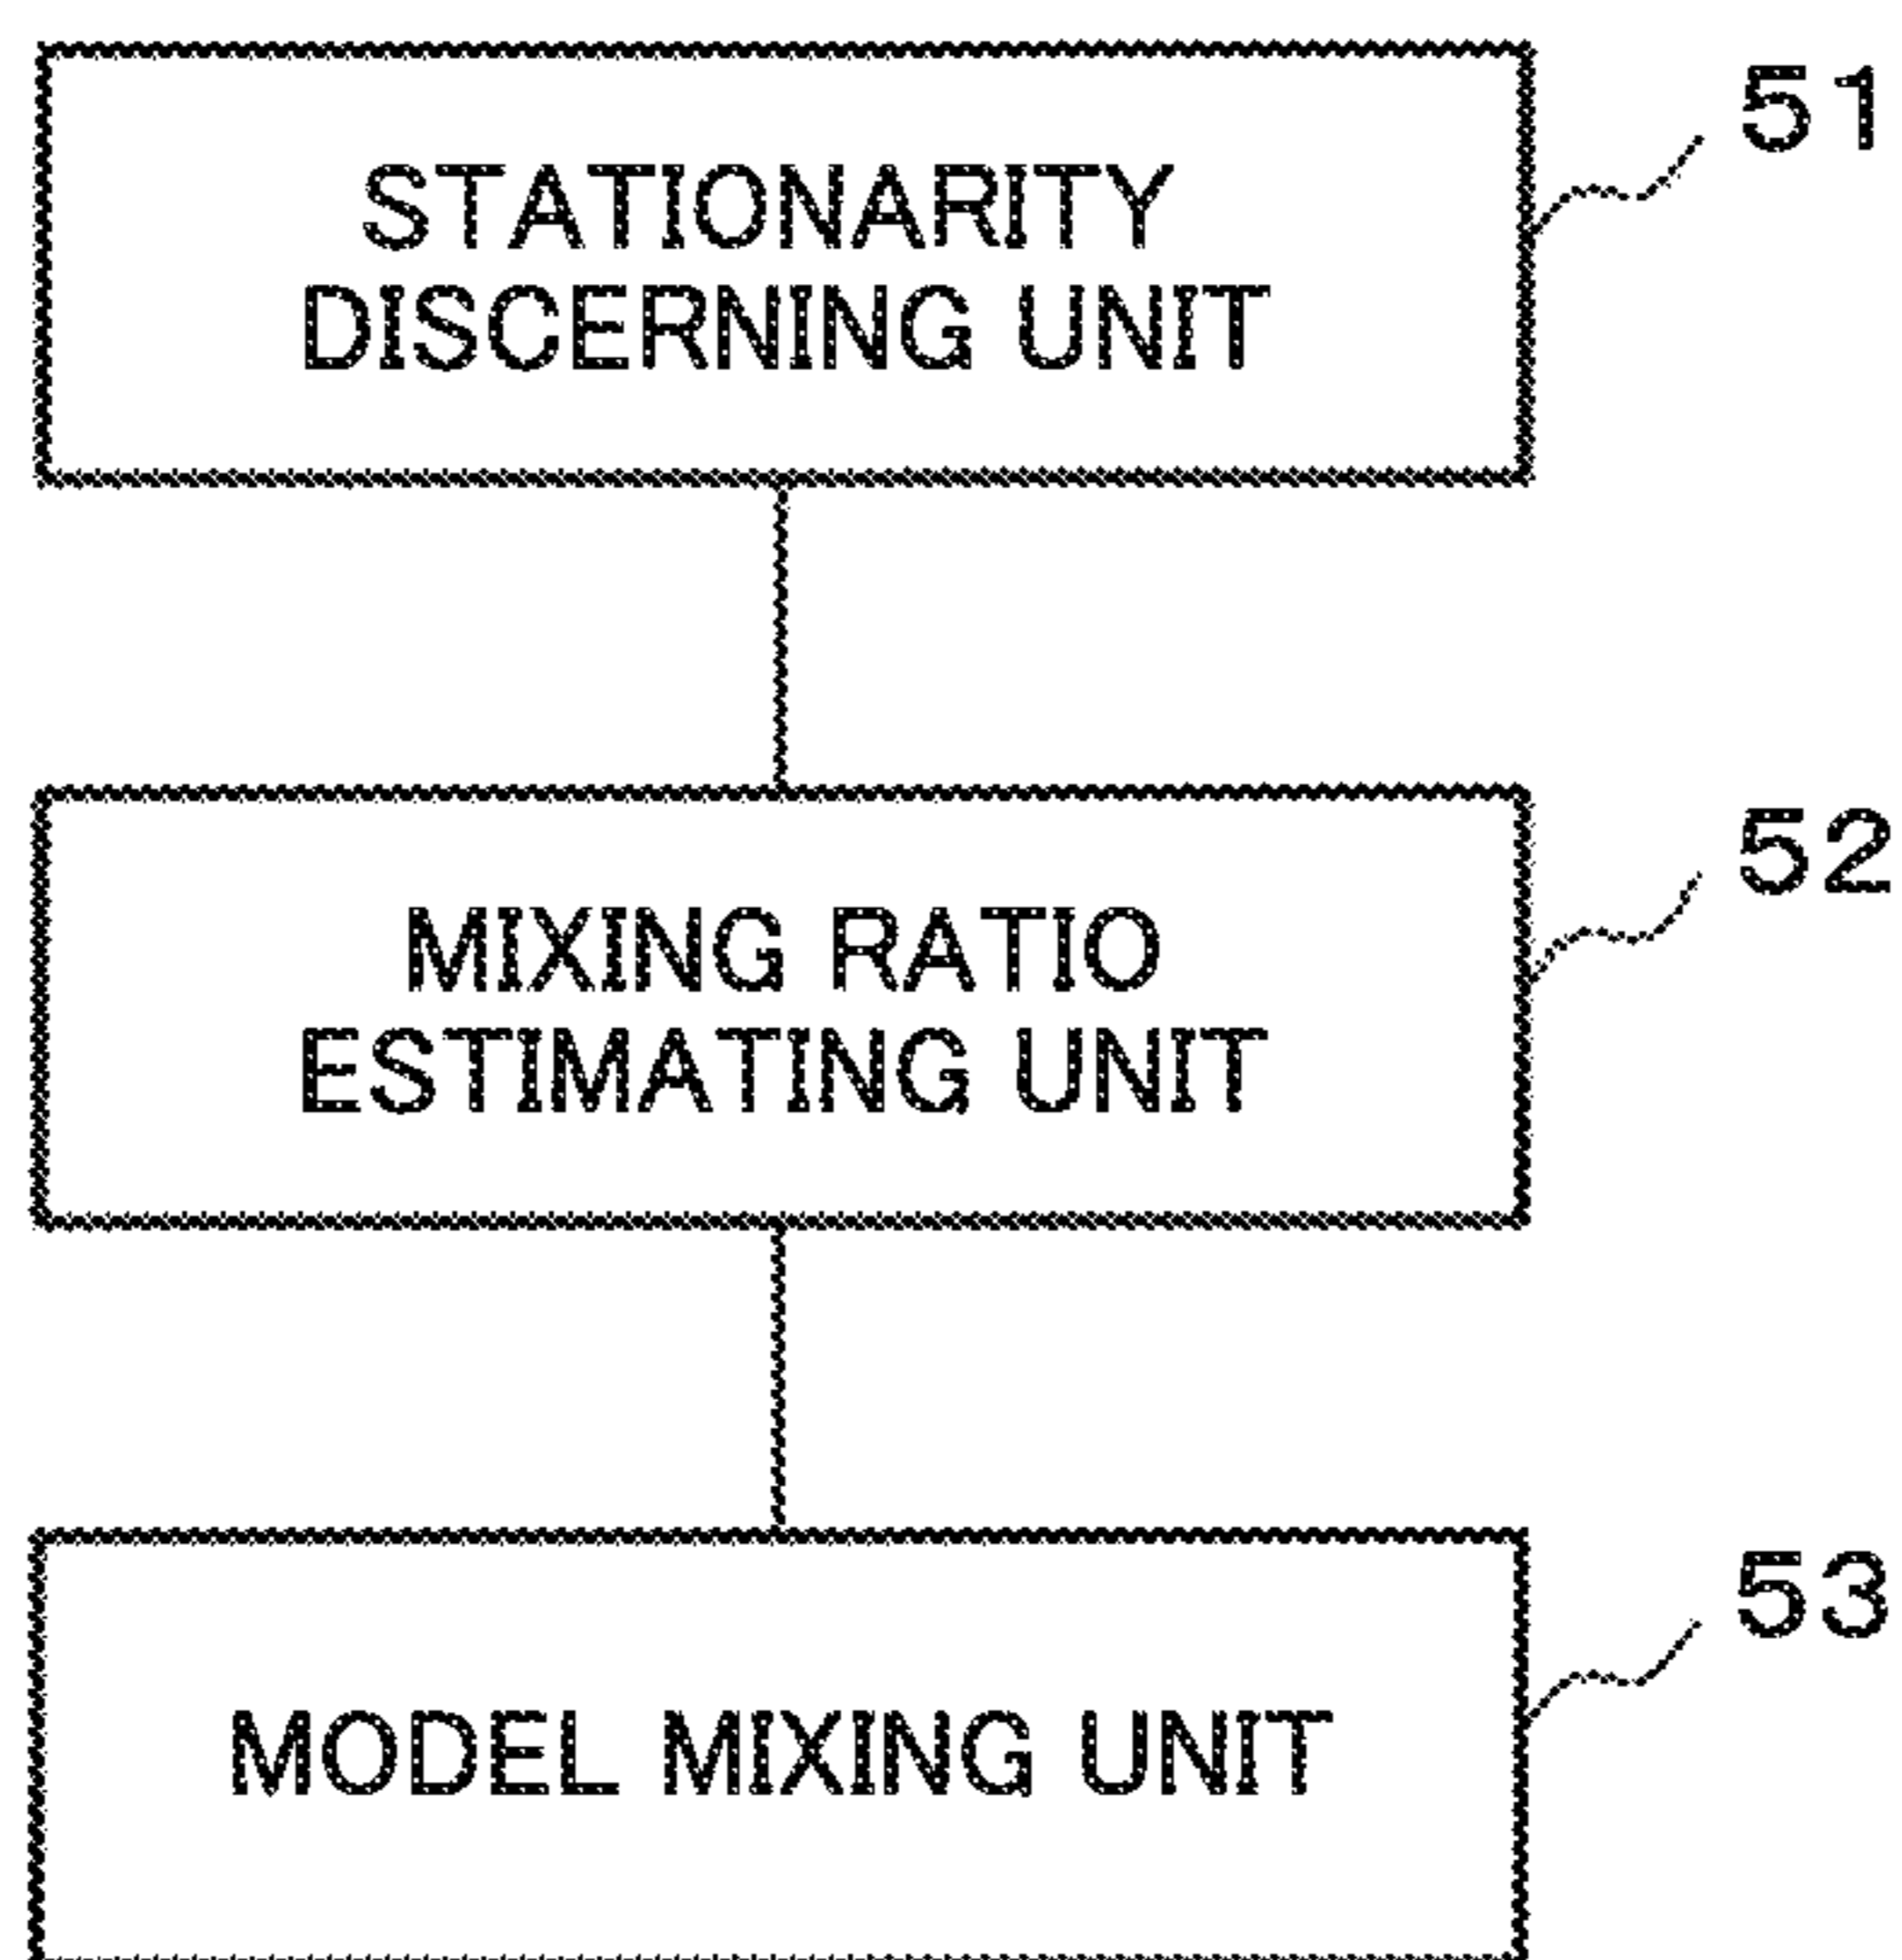 STATIONARITY
DISCERNING UNIT
51
MIXING RATIO
ESTIMATING UNIT
52
MODEL MIXING UNIT
53